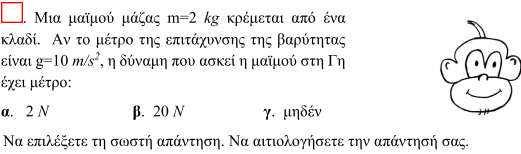 . Μια μαϊμού μάζας m=2 kg κρέμεται από ένα
κλαδί. Αν το μέτρο της επιτάχυνσης της βαρύτητας
είναι g=10 m/s², η δύναμη που ασκεί η μαϊμού στη Γη
έχει μέτρο:
α. 2 N β. 20 N γ. μηδέν
Να επιλέξετε τη σωστή απάντηση. Να αιτιολογήσετε την απάντησή σας.